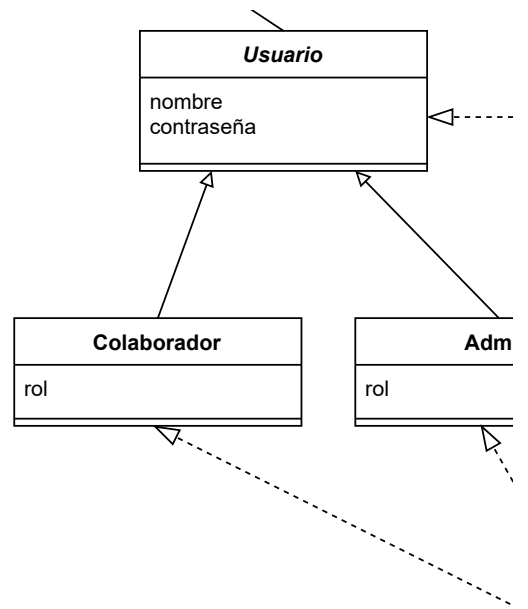 Usuario
nombre
contraseña
Colaborador
Adm
rol
rol